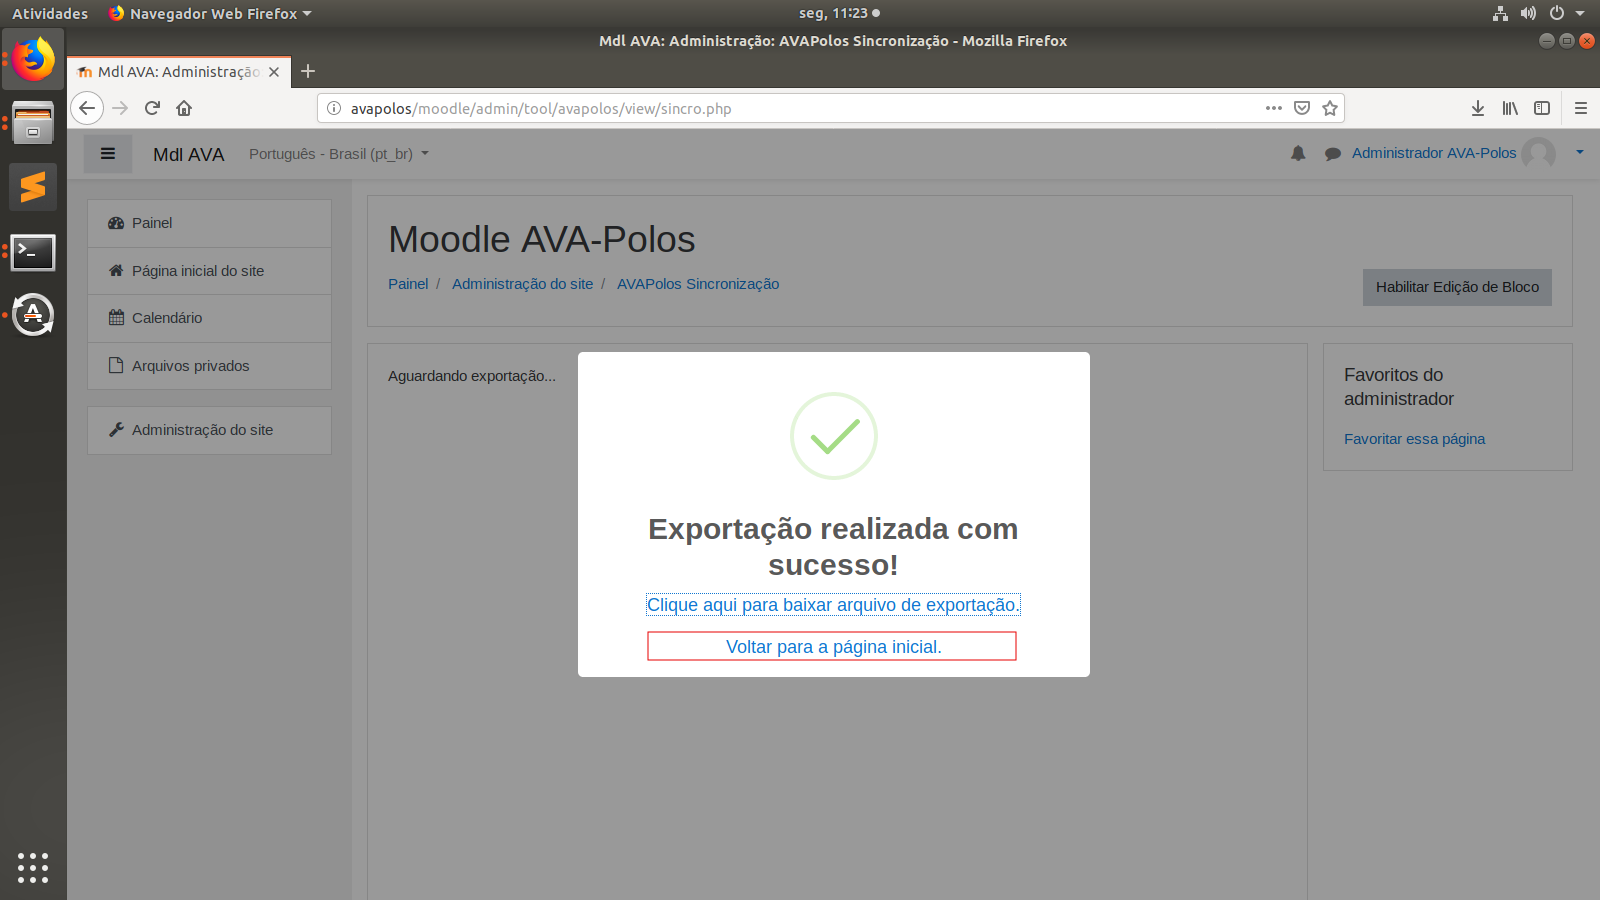 Atividades
Navegador Web Firefox
seg, 11:23
Mdl AVA: Administração: AVAPolos Sincronização - Mozilla Firefox
Mdl AVA: Administração
avapolos/moodle/admin/tool/avapolos/view/sincro.php
Mdl AVA
Português - Brasil (pt_br)
Administrador AVA-Polos
Painel
Página inicial do site
Calendário
Arquivos privados
Administração do site
Moodle AVA-Polos
Painel / Administração do site / AVAPolos Sincronização
Habilitar Edição de Bloco
Aguardando exportação...
Exportação realizada com
sucesso!
Clique aqui para baixar arquivo de exportação.
Voltar para a página inicial.
Favoritos do
administrador
Favoritar essa página